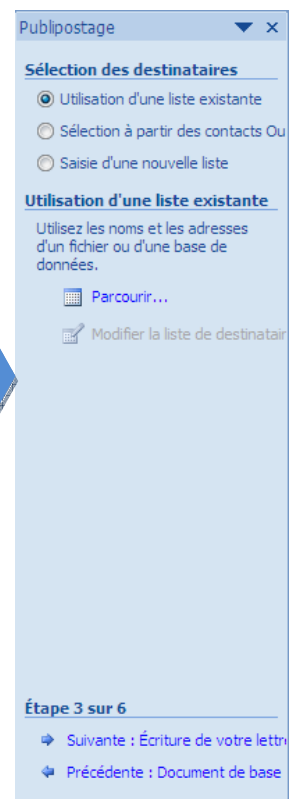 Publipostage
Sélection des destinataires
Utilisation d'une liste existante
Sélection à partir des contacts Ou
Saisie d'une nouvelle liste
Utilisation d'une liste existante
Utilisez les noms et les adresses
d'un fichier ou d'une base de
données.
Parcourir...
Modifier la liste de destinatair
Étape 3 sur 6
Suivante : Écriture de votre lettr
Précédente : Document de base